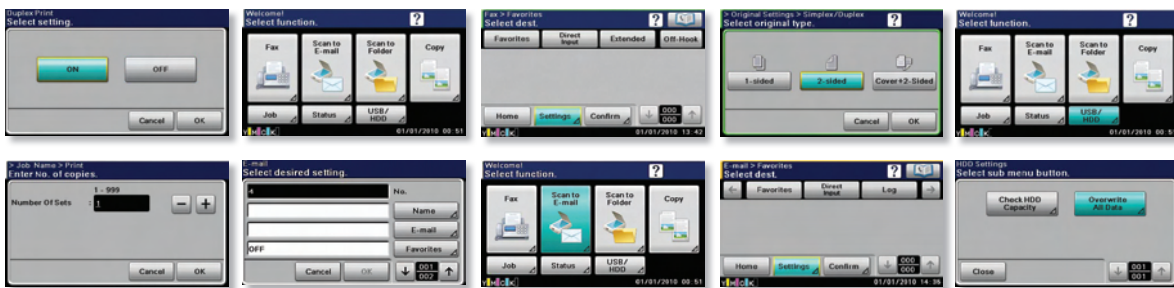 Duplex Print
Select setting.
ON
OFF
Cancel
OK
Welcome!
Select function.
?
Fax
Scan to E-mail
Scan to Folder
Copy
Job
Status
USB/ HDD
Y M C K
01/01/2010 00:51
Fax > Favorites
Select dest.
?
Favorites
Direct Input
Extended
Off-Hook
Home
Settings
Confirm
000
000
Y M C K
01/01/2010 13:42
> Original Settings > Simplex/Duplex
Select original type.
1-sided
2-sided
Cover+2-Sided
Cancel
OK
Welcome!
Select function.
?
Fax
Scan to E-mail
Scan to Folder
Copy
Job
Status
USB/ HDD
Y M C K
01/01/2010 00:51
> Job Name > Print
Enter No. of copies.
1 - 999
Number Of Sets : 1
- +
Cancel
OK
E-mail
Select desired setting.
4
No.
Name
E-mail
OFF
Favorites
Cancel
OK
001
002
Welcome!
Select function.
?
Fax
Scan to E-mail
Scan to Folder
Copy
Job
Status
USB/ HDD
Y M C K
01/01/2010 00:51
E-mail > Favorites
Select dest.
?
Favorites
Direct Input
Log
Home
Settings
Confirm
000
000
Y M C K
01/01/2010 14:35
HDD Settings
Select sub menu button.
Check HDD Capacity
Overwrite All Data
Close
001
001